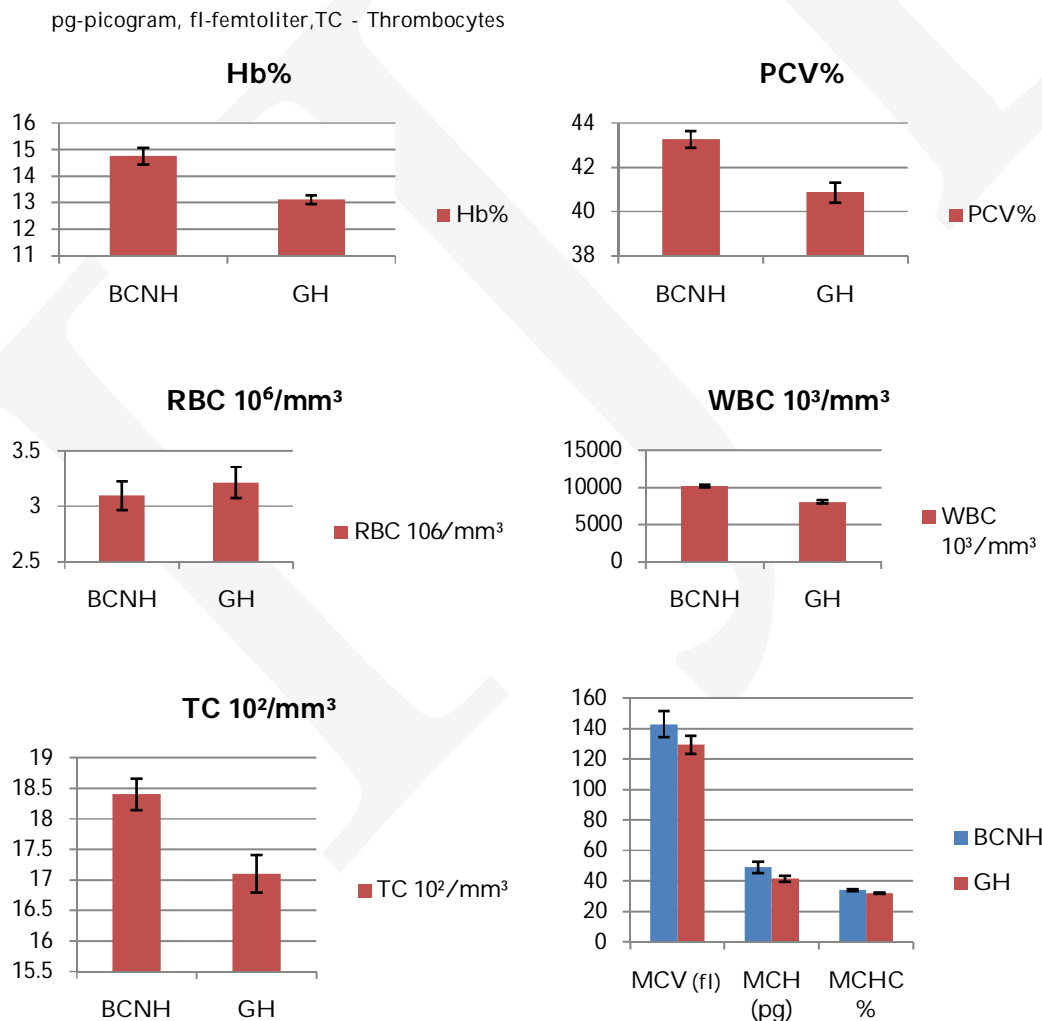 pg-picogram, fl-femtoliter,TC - Thrombocytes
Hb%
16
15
14
13
12
11
BCNH
GH
Hb%
PCV%
44
42
40
38
BCNH
GH
PCV%
RBC 10⁶/mm³
3.5
3
2.5
BCNH
GH
RBC 106/mm³
WBC 10³/mm³
15000
10000
5000
0
BCNH
GH
WBC
10³/mm³
TC 10²/mm³
19
18.5
18
17.5
17
16.5
16
15.5
BCNH
GH
TC 10²/mm³
160
140
120
100
80
60
40
20
0
MCV (fl)
MCH
(pg)
MCHC
%
BCNH
GH